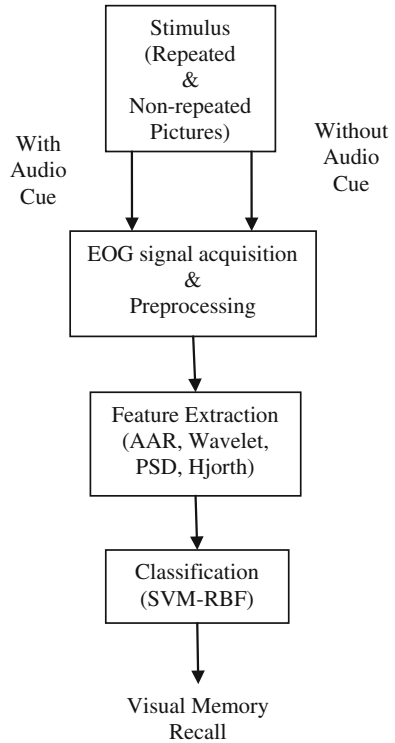 Stimulus
(Repeated
&
Non-repeated
Pictures)
With
Audio
Cue
Without
Audio
Cue
EOG signal acquisition
&
Preprocessing
Feature Extraction
(AAR, Wavelet,
PSD, Hjorth)
Classification
(SVM-RBF)
Visual Memory
Recall